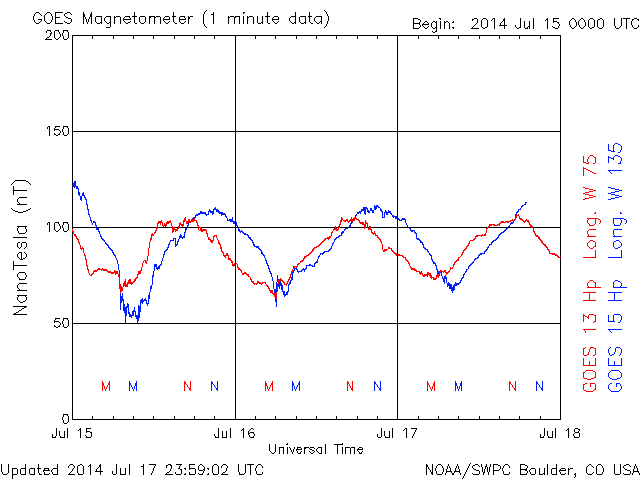 GOES Magnetometer (1 minute data)
Begin: 2014 Jul 15 0000 UTC
200
150
100
50
0
NanoTesla (nT)
M M N N M M N N M M N N
Jul 15 Jul 16 Jul 17 Jul 18
Universal Time
GOES 13 Hp Long. W 75
GOES 15 Hp Long. W 135
Updated 2014 Jul 17 23:59:02 UTC
NOAA/SWPC Boulder, CO USA